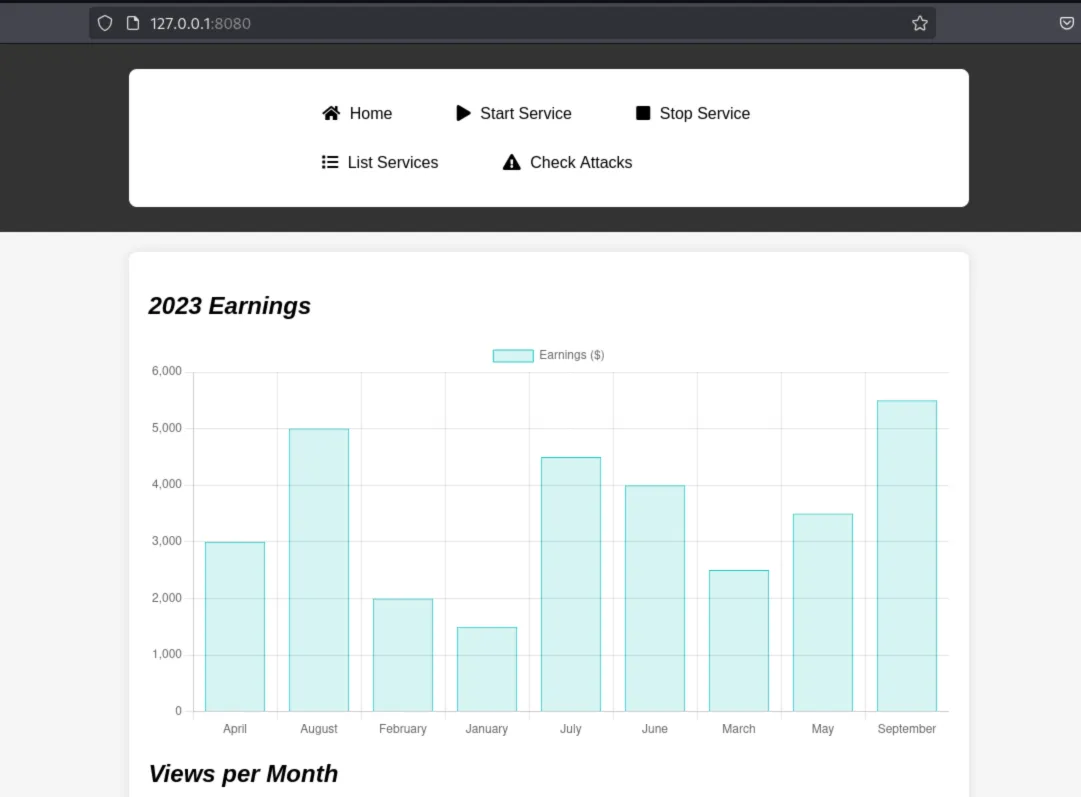 127.0.0.1:8080
Home Start Service Stop Service
List Services Check Attacks
2023 Earnings
Earnings ($)
6,000
5,000
4,000
3,000
2,000
1,000
0
April August February January July June March May September
Views per Month